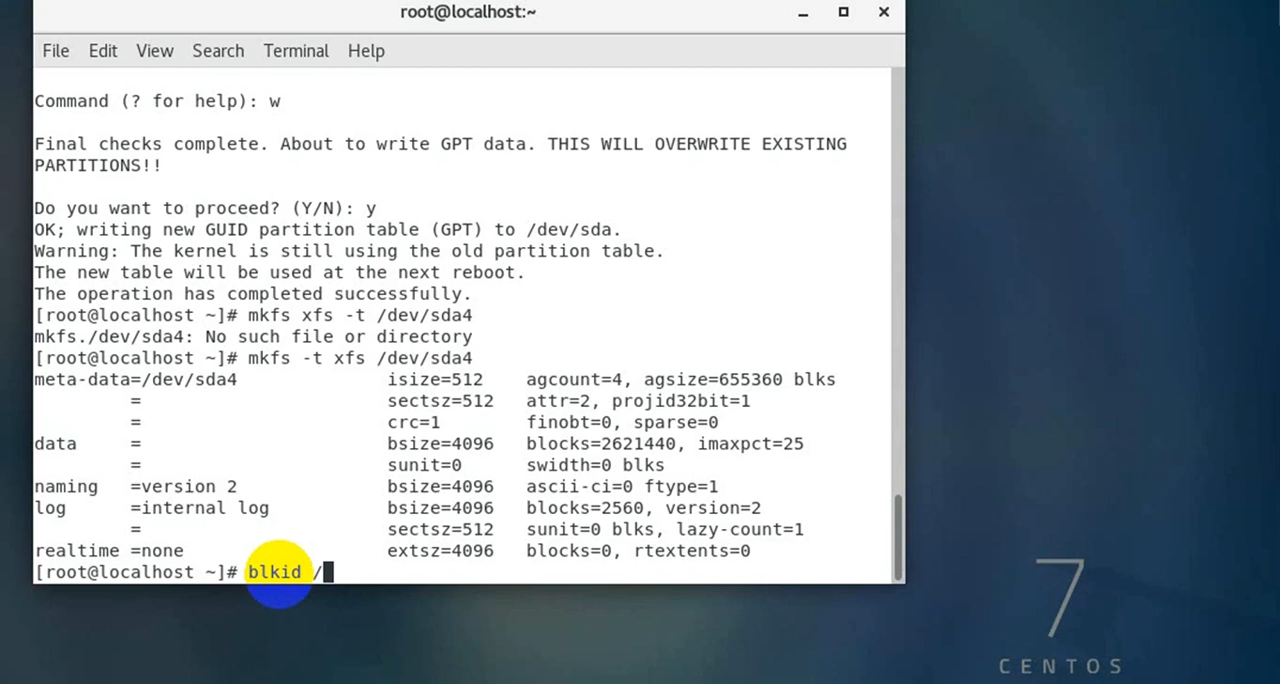 root@localhost:~
File Edit View Search Terminal Help
Command (? for help): w
Final checks complete. About to write GPT data. THIS WILL OVERWRITE EXISTING
PARTITIONS!!
Do you want to proceed? (Y/N): y
OK; writing new GUID partition table (GPT) to /dev/sda.
Warning: The kernel is still using the old partition table.
The new table will be used at the next reboot.
The operation has completed successfully.
[root@localhost ~]# mkfs xfs -t /dev/sda4
mkfs./dev/sda4: No such file or directory
[root@localhost ~]# mkfs -t xfs /dev/sda4
meta-data=/dev/sda4 isize=512 agcount=4, agsize=655360 blks
= sectsz=512 attr=2, projid32bit=1
= crc=1 finobt=0, sparse=0
data = bsize=4096 blocks=2621440, imaxpct=25
= sunit=0 swidth=0 blks
naming =version 2 bsize=4096 ascii-ci=0 ftype=1
log =internal log bsize=4096 blocks=2560, version=2
= sectsz=512 sunit=0 blks, lazy-count=1
realtime =none extsz=4096 blocks=0, rtextents=0
[root@localhost ~]# blkid /
7
CENTOS